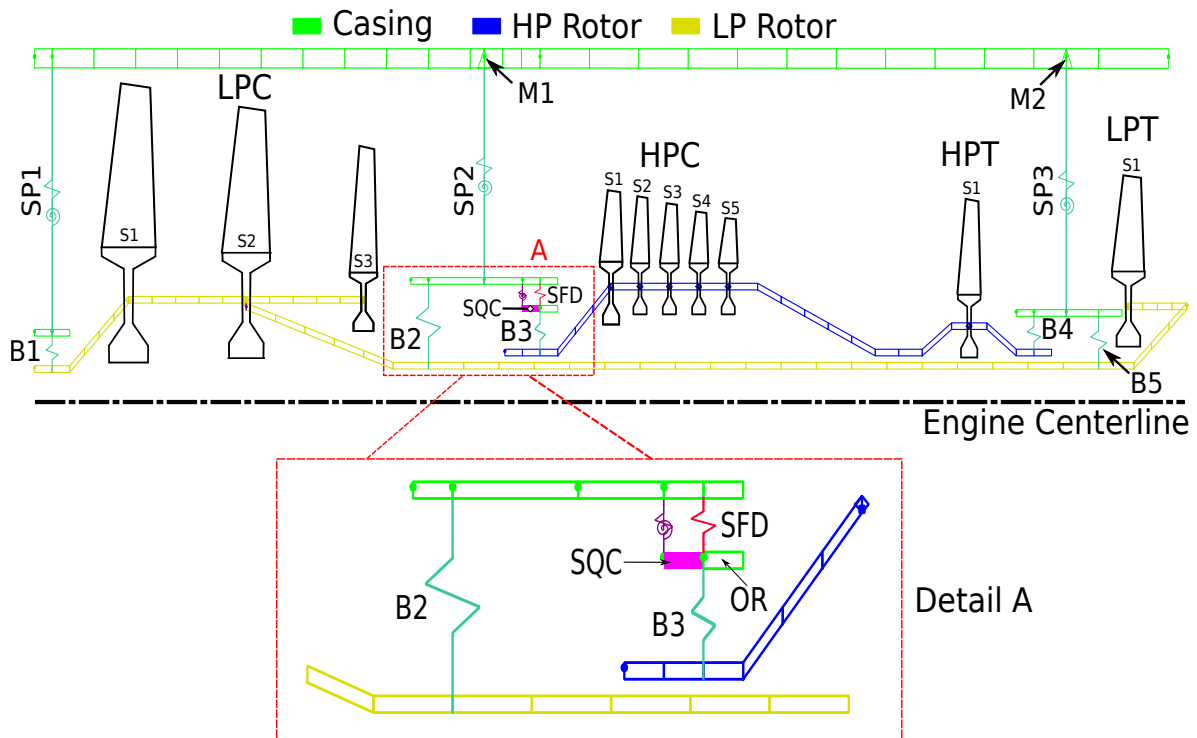 Casing HP Rotor LP Rotor
M1
M2
LPC
LPT
HPC
HPT
SP1
SP2
SP3
S1
S2
S3
S1 S2 S3 S4 S5
S1
S1
A
SFD
SQC
B1
B2
B3
B4
B5
Engine Centerline
SFD
SQC
OR
B2
B3
Detail A